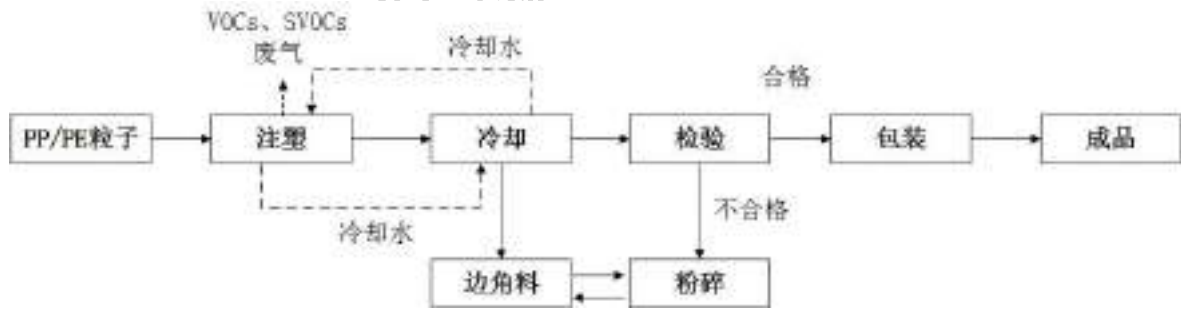 VOCs、SVOCs
废气
冷却水
合格
PP/PE粒子
注塑
冷却
检验
包装
成品
冷却水
不合格
边角料
粉碎